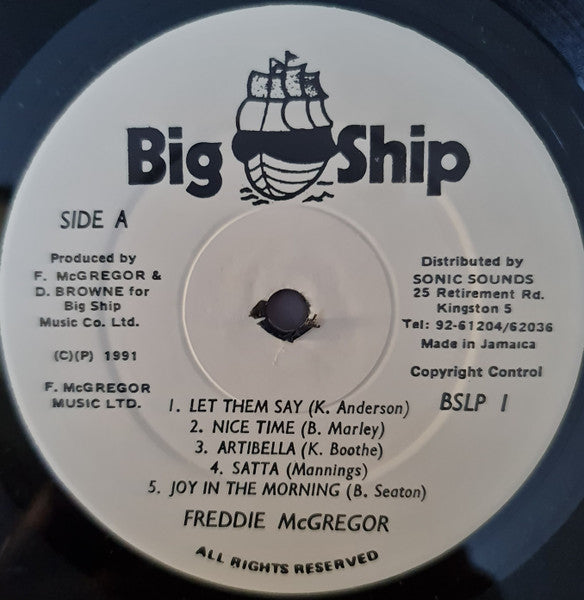 Big Ship
SIDE A
Produced by
F. McGREGOR &
D. BROWNE for
Big Ship
Music Co. Ltd.
(C)(P) 1991
F. McGREGOR
MUSIC LTD.
Distributed by
SONIC SOUNDS
25 Retirement Rd.
Kingston 5
Tel: 92-61204/62036
Made in Jamaica
Copyright Control
BSLP 1
1. LET THEM SAY (K. Anderson)
2. NICE TIME (B. Marley)
3. ARTIBELLA (K. Boothe)
4. SATTA (Mannings)
5. JOY IN THE MORNING (B. Seaton)
FREDDIE McGREGOR
ALL RIGHTS RESERVED